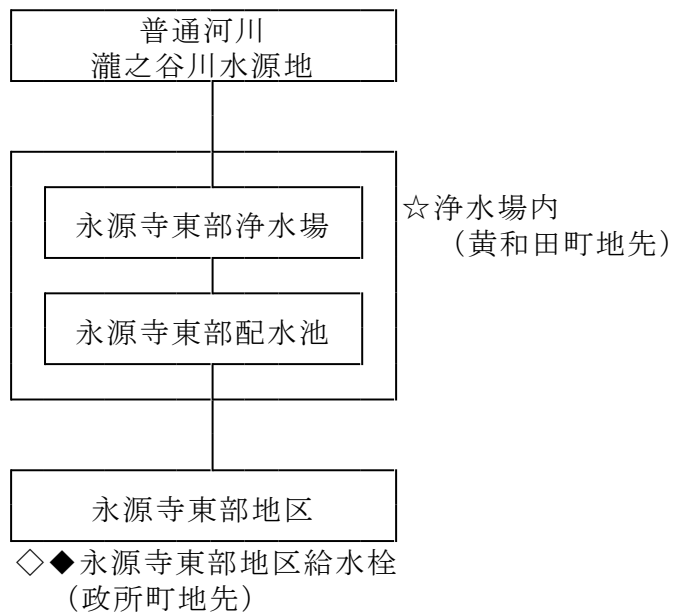 普通河川
瀧之谷川水源地
永源寺東部浄水場
☆浄水場内
（黄和田町地先）
永源寺東部配水池
永源寺東部地区
◇◆永源寺東部地区給水栓
（政所町地先）